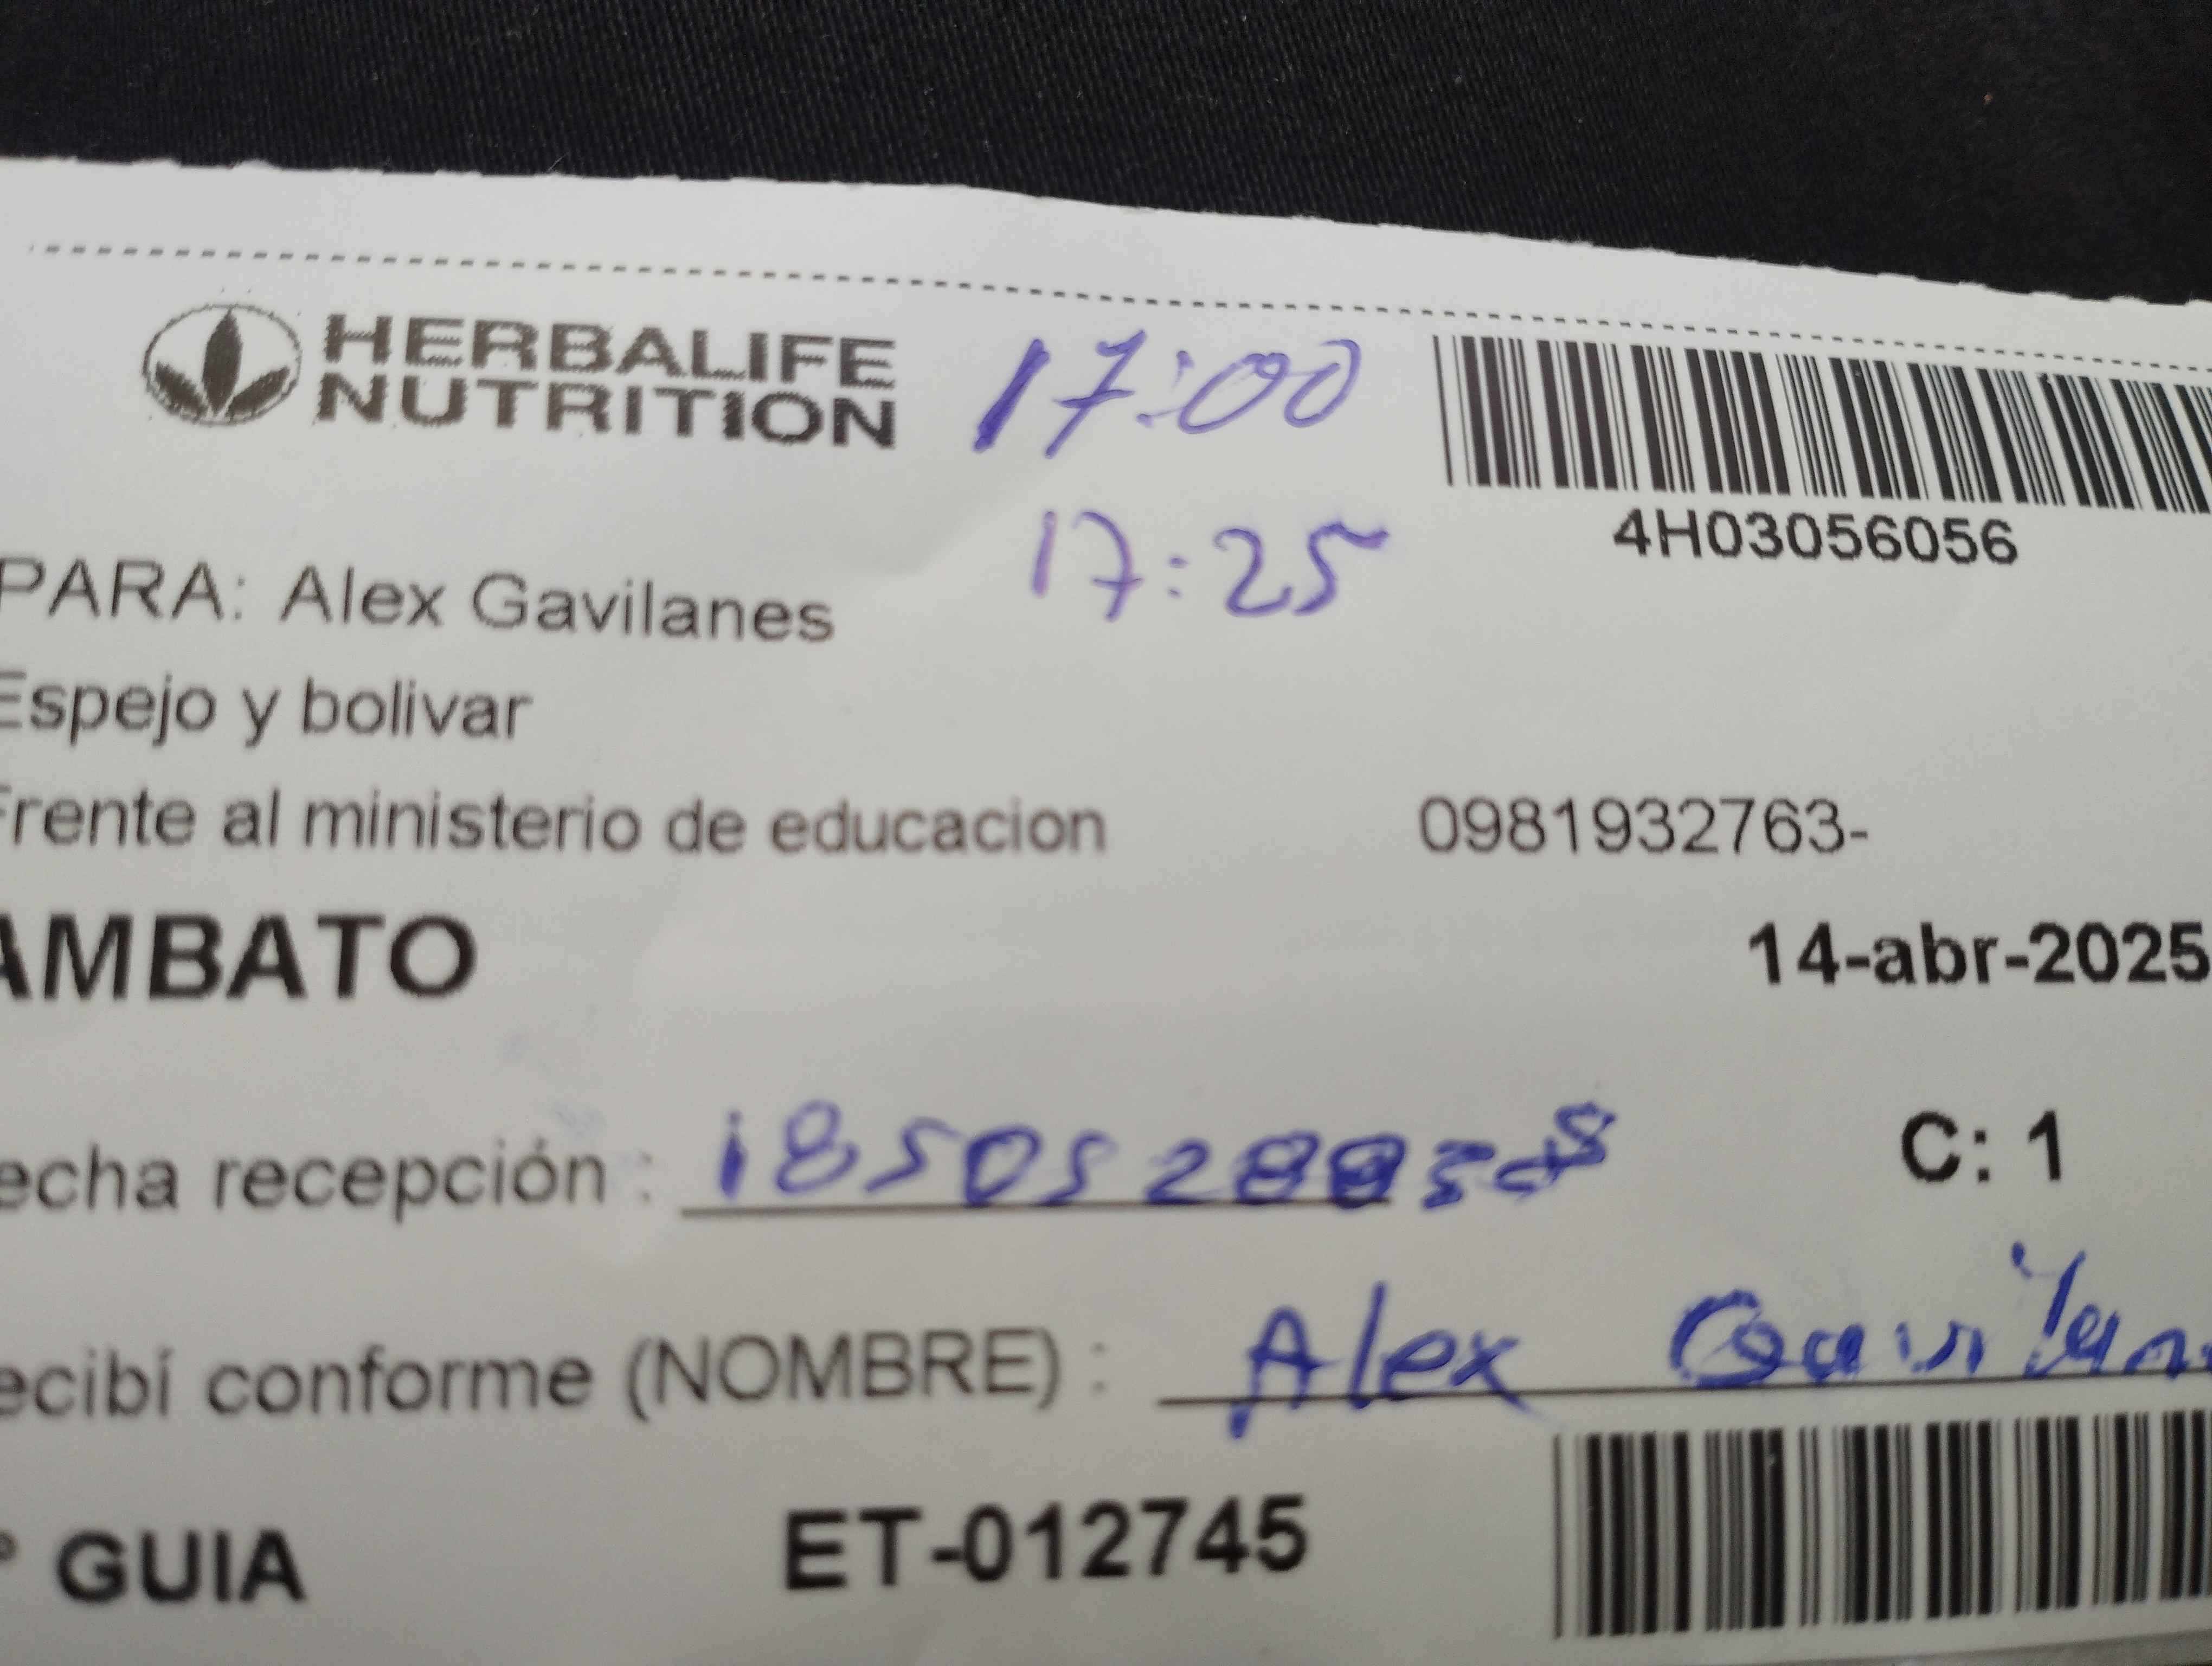 HERBALIFE
NUTRITION
17:00
17:25
4H03056056
PARA: Alex Gavilanes
Espejo y bolivar
Frente al ministerio de educacion 0981932763-
AMBATO 14-abr-2025
echa recepción : C: 1
ecibí conforme (NOMBRE) : Alex
° GUIA ET-012745